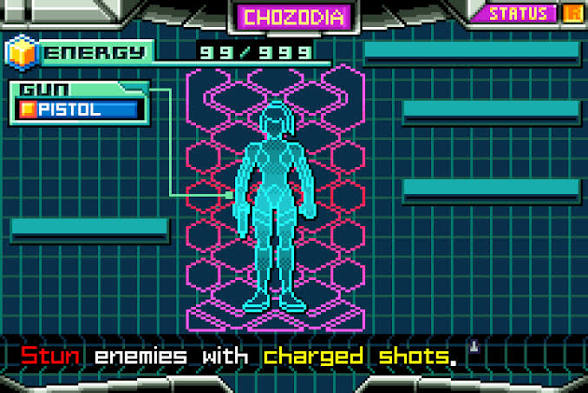 CHOZODIA
STATUS R
ENERGY 99/999
GUN
PISTOL
Stun enemies with charged shots.